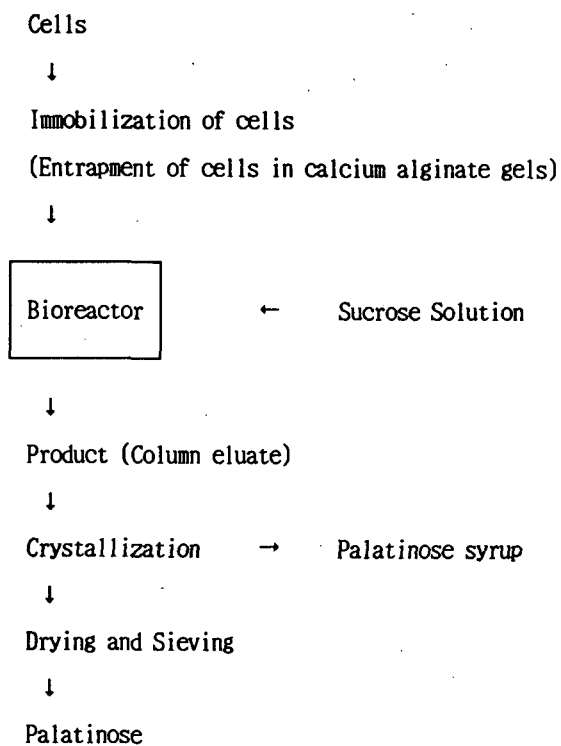 Cells
↓
Immobilization of cells
(Entrapment of cells in calcium alginate gels)
↓
Bioreactor ← Sucrose Solution
↓
Product (Column eluate)
↓
Crystallization → Palatinose syrup
↓
Drying and Sieving
↓
Palatinose